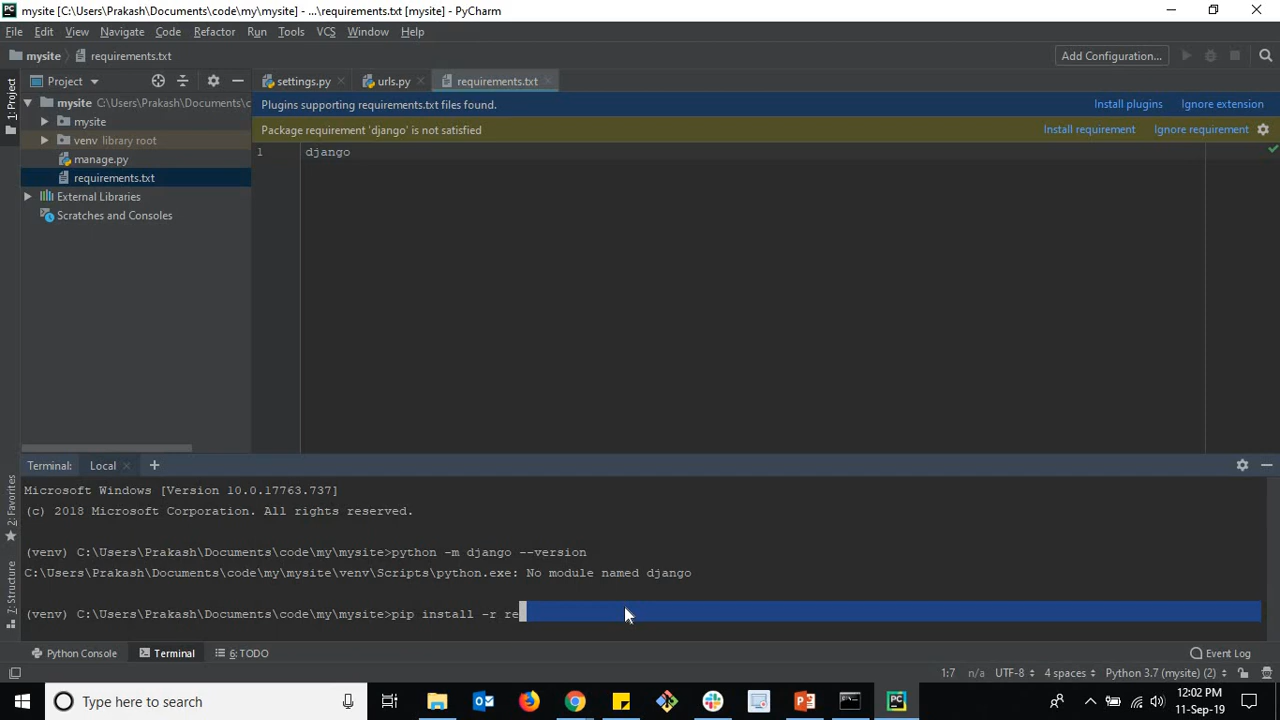 mysite [C:\Users\Prakash\Documents\code\my\mysite] - ...\requirements.txt [mysite] - PyCharm
File Edit View Navigate Code Refactor Run Tools VCS Window Help
mysite requirements.txt Add Configuration...
1: Project
Project settings.py urls.py requirements.txt
mysite C:\Users\Prakash\Documents\c
Plugins supporting requirements.txt files found. Install plugins Ignore extension
mysite
Package requirement 'django' is not satisfied Install requirement Ignore requirement
venv library root
1 django
manage.py
requirements.txt
External Libraries
Scratches and Consoles
Terminal: Local +
2: Favorites
7: Structure
Microsoft Windows [Version 10.0.17763.737]
(c) 2018 Microsoft Corporation. All rights reserved.
(venv) C:\Users\Prakash\Documents\code\my\mysite>python -m django --version
C:\Users\Prakash\Documents\code\my\mysite\venv\Scripts\python.exe: No module named django
(venv) C:\Users\Prakash\Documents\code\my\mysite>pip install -r re
Python Console Terminal 6: TODO Event Log
1:7 n/a UTF-8 4 spaces Python 3.7 (mysite) (2)
Type here to search
12:02 PM
11-Sep-19